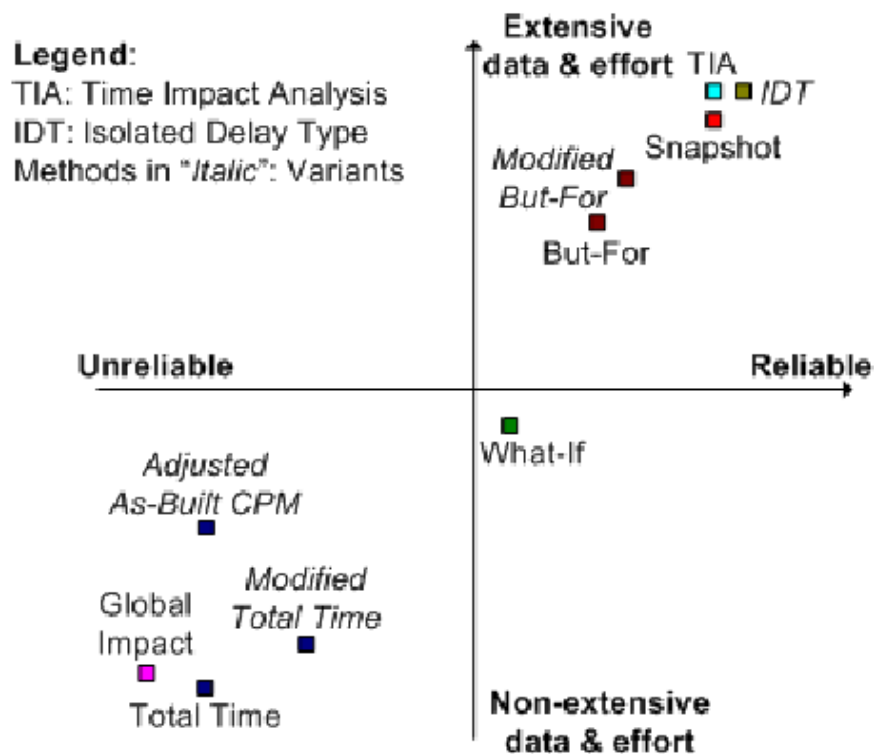 Legend:
TIA: Time Impact Analysis
IDT: Isolated Delay Type
Methods in "Italic": Variants
Extensive
data & effort
TIA
IDT
Snapshot
Modified
But-For
But-For
Unreliable
Reliable
What-If
Adjusted
As-Built CPM
Modified
Total Time
Global
Impact
Total Time
Non-extensive
data & effort